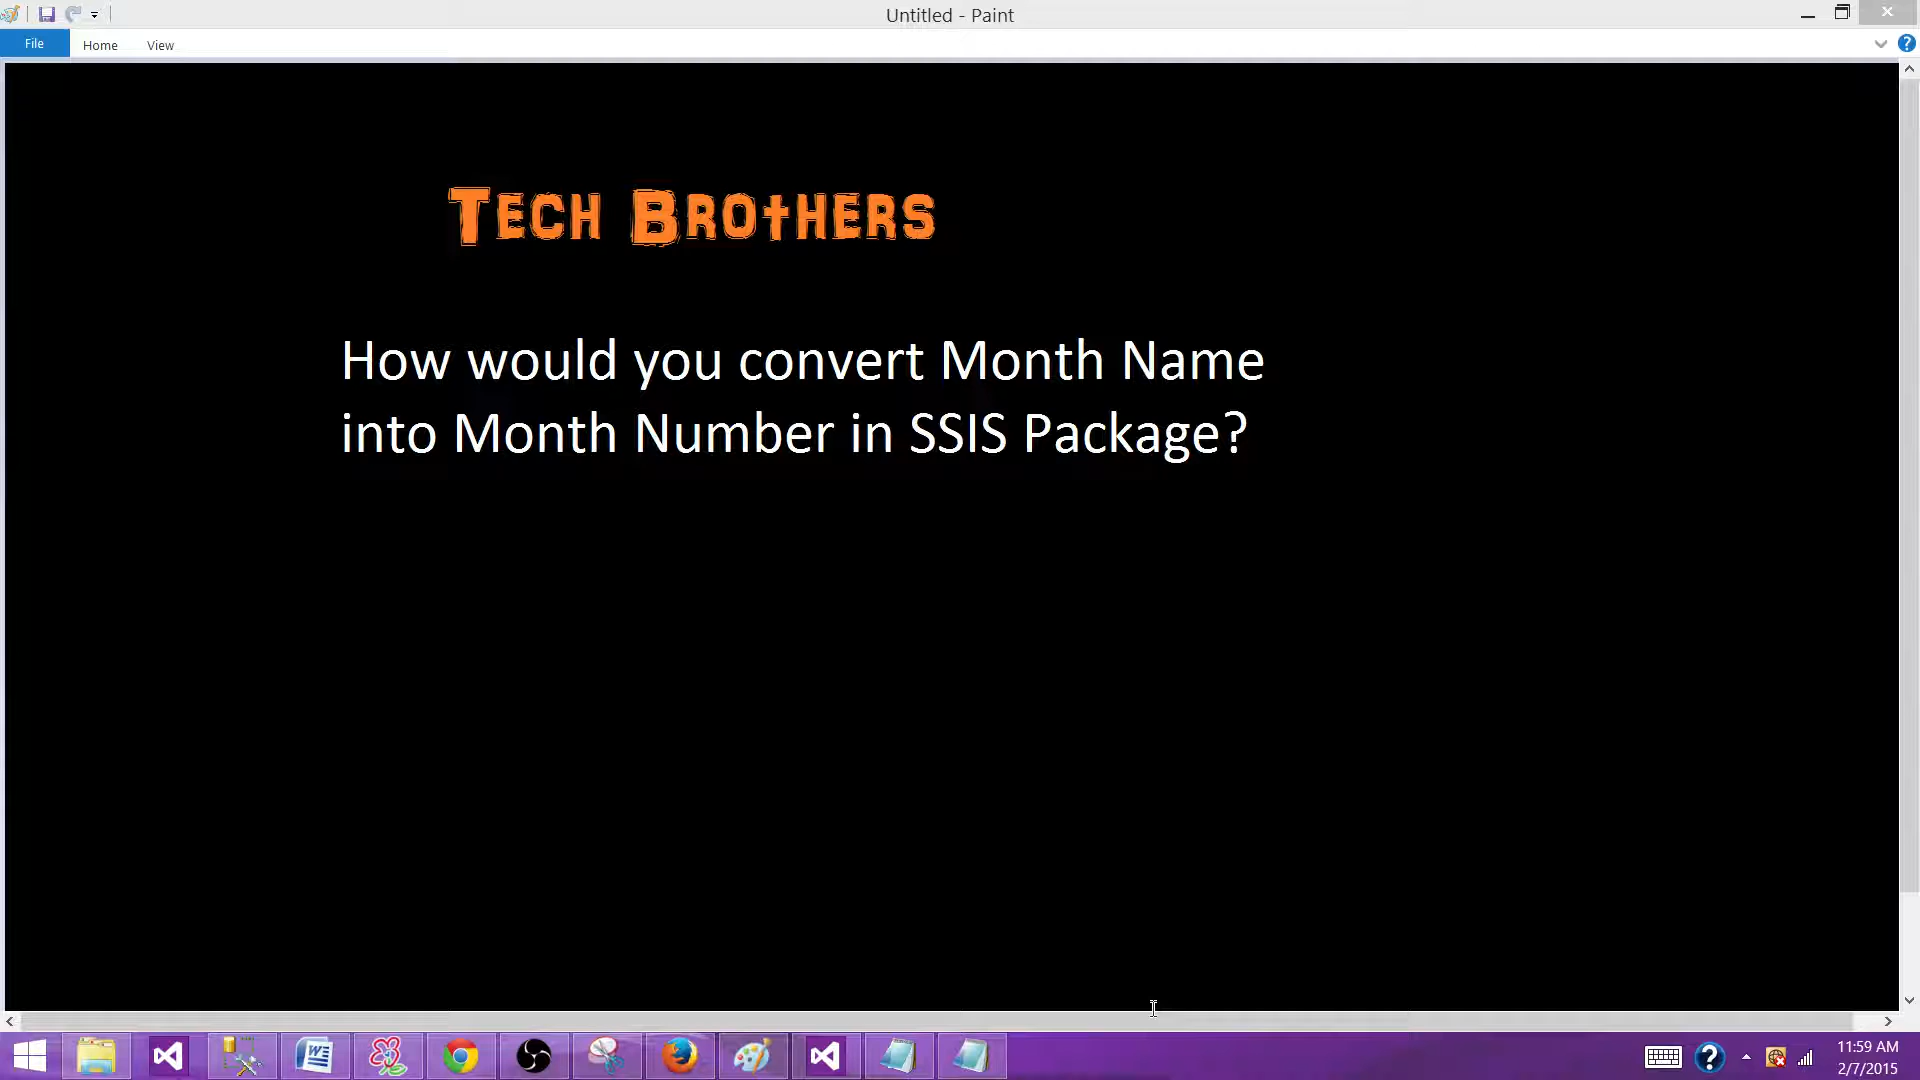 Untitled - Paint
File Home View
Tech Brothers
How would you convert Month Name
into Month Number in SSIS Package?
11:59 AM
2/7/2015